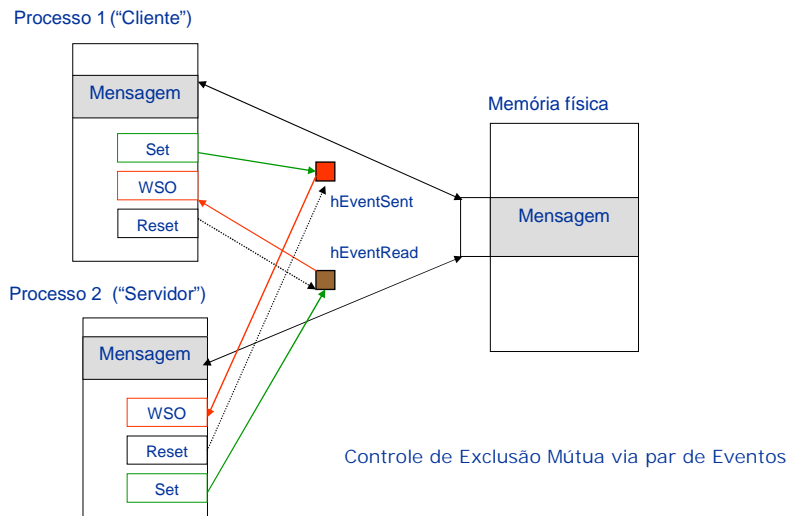 Processo 1 (“Cliente”)
Mensagem
Set
WSO
Reset
hEventSent
hEventRead
Memória física
Mensagem
Processo 2 (“Servidor”)
Mensagem
WSO
Reset
Set
Controle de Exclusão Mútua via par de Eventos